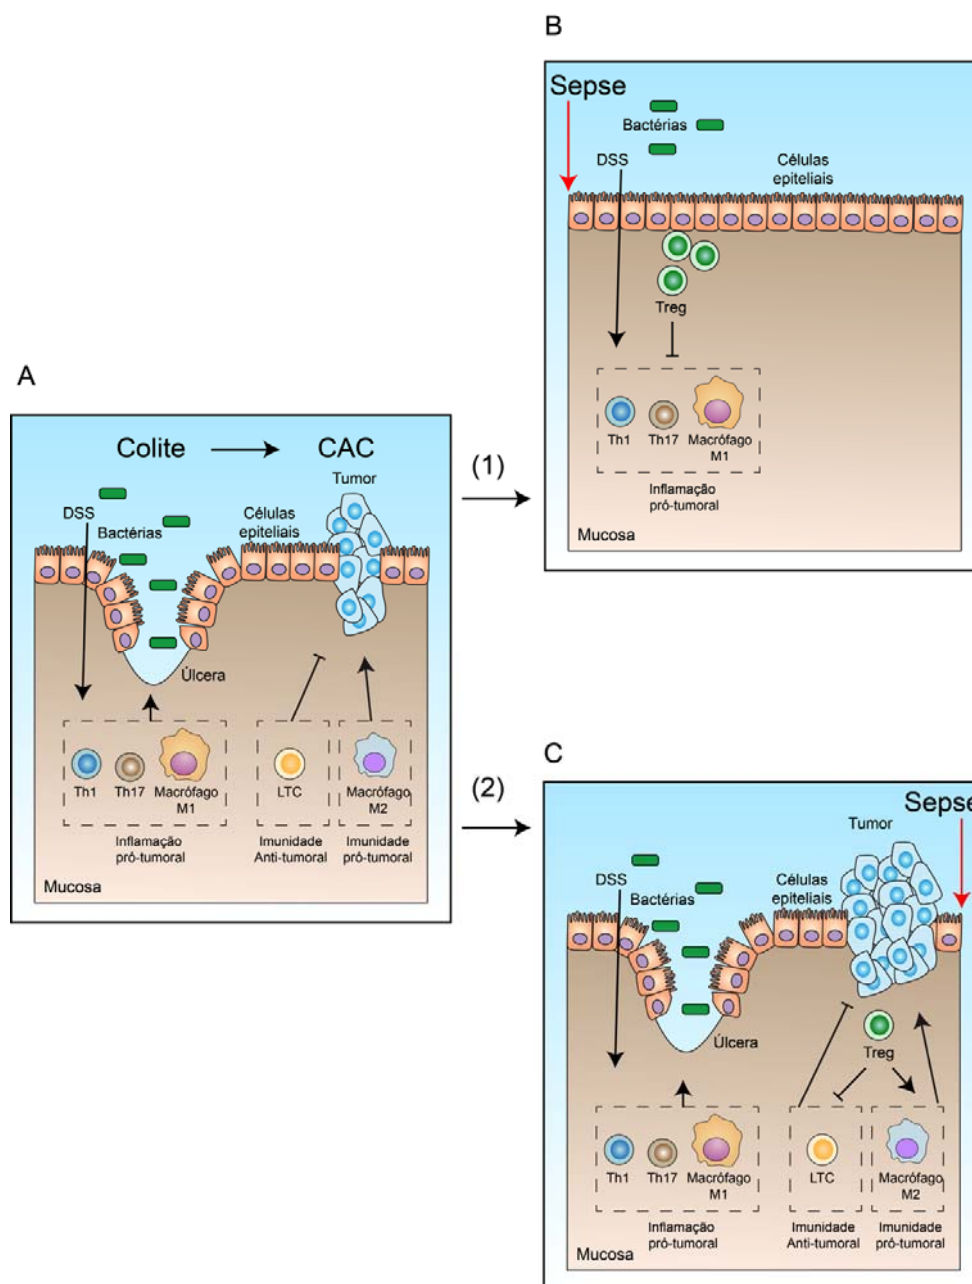 B
Sepse
Bactérias
DSS
Células
epiteliais
Treg
Th1
Th17
Macrófago
M1
Inflamação
pró-tumoral
Mucosa
A
Colite
CAC
Tumor
DSS
Bactérias
Células
epiteliais
Úlcera
Th1
Th17
Macrófago
M1
LTC
Macrófago
M2
Inflamação
pró-tumoral
Imunidade
Anti-tumoral
Imunidade
pró-tumoral
Mucosa
(1)
(2)
C
Sepse
Tumor
DSS
Bactérias
Células
epiteliais
Úlcera
Treg
Th1
Th17
Macrófago
M1
LTC
Macrófago
M2
Inflamação
pró-tumoral
Imunidade
Anti-tumoral
Imunidade
pró-tumoral
Mucosa